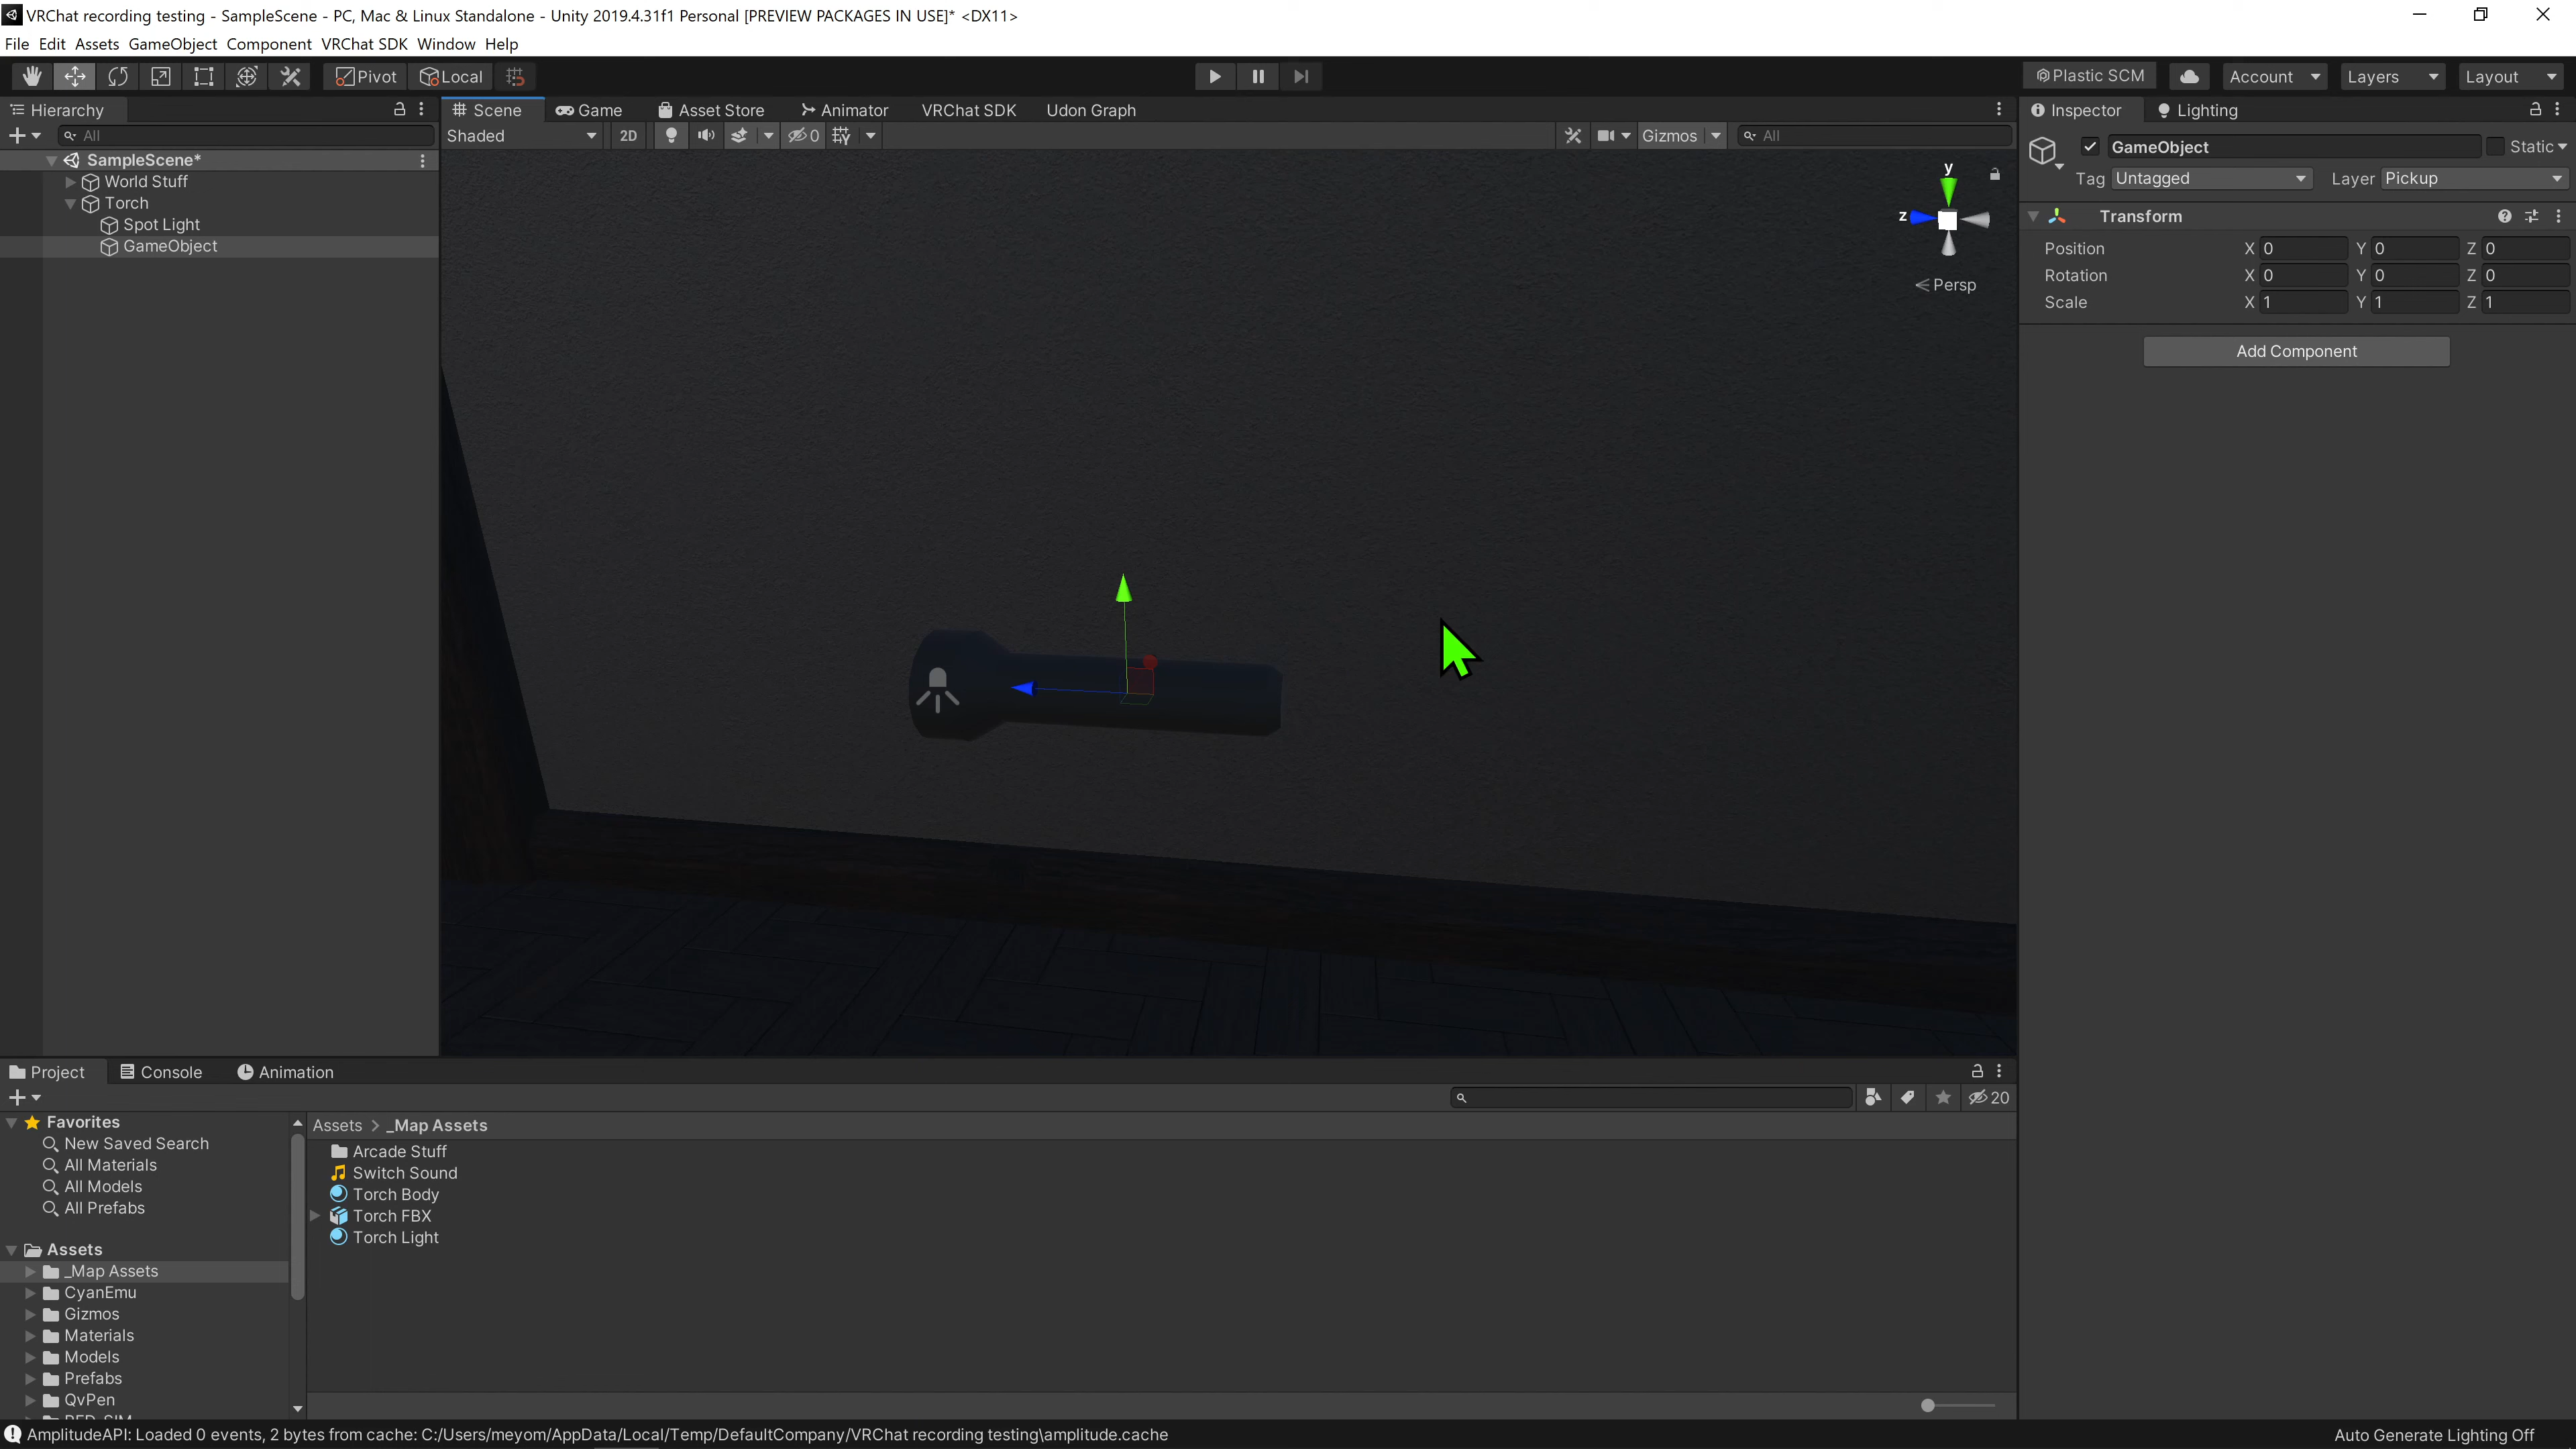 VRChat recording testing - SampleScene - PC, Mac & Linux Standalone - Unity 2019.4.31f1 Personal [PREVIEW PACKAGES IN USE]* <DX11>
File Edit Assets GameObject Component VRChat SDK Window Help
Pivot Local Plastic SCM Account Layers Layout
Hierarchy
All
SampleScene*
World Stuff
Torch
Spot Light
GameObject
Scene Game Asset Store Animator VRChat SDK Udon Graph
Shaded 2D 0 Gizmos All
y
z
Persp
Inspector Lighting
GameObject Static
Tag Untagged Layer Pickup
Transform
Position X 0 Y 0 Z 0
Rotation X 0 Y 0 Z 0
Scale X 1 Y 1 Z 1
Add Component
Project Console Animation
20
Favorites
New Saved Search
All Materials
All Models
All Prefabs
Assets
_Map Assets
CyanEmu
Gizmos
Materials
Models
Prefabs
QvPen
Assets > _Map Assets
Arcade Stuff
Switch Sound
Torch Body
Torch FBX
Torch Light
AmplitudeAPI: Loaded 0 events, 2 bytes from cache: C:/Users/meyom/AppData/Local/Temp/DefaultCompany/VRChat recording testing\amplitude.cache
Auto Generate Lighting Off